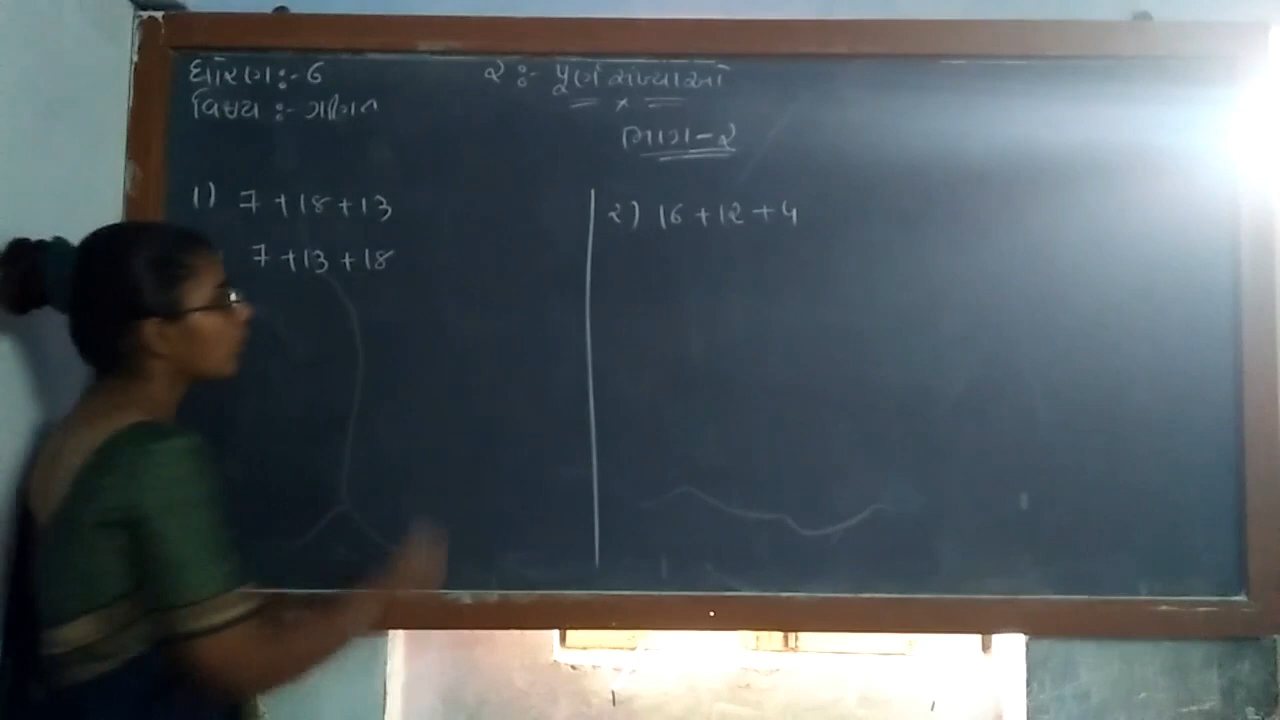 ધોરણ :- 6
વિષય :- ગણિત
૨ :- પુર્ણ સંખ્યાઓ
ભાગ - ૨
1) 7 + 18 + 13
7 + 13 + 18
૨) 16 + 12 + 4